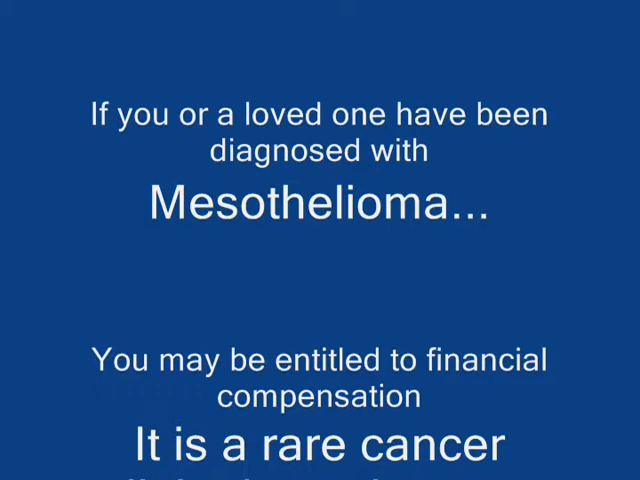 If you or a loved one have been
diagnosed with
Mesothelioma...
You may be entitled to financial
compensation
It is a rare cancer